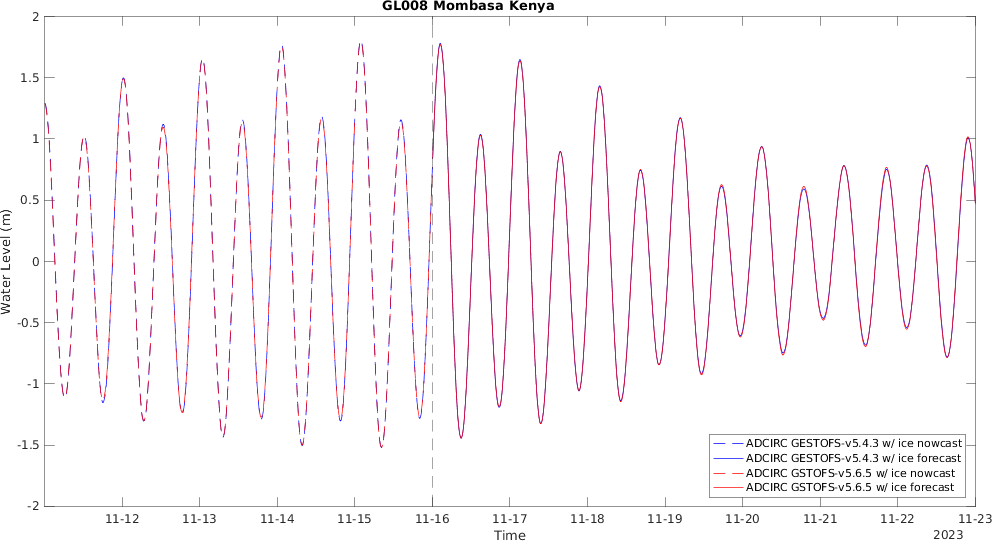 GL008 Mombasa Kenya
2
1.5
1
0.5
0
-0.5
-1
-1.5
-2
Water Level (m)
ADCIRC GESTOFS-v5.4.3 w/ ice nowcast
ADCIRC GESTOFS-v5.4.3 w/ ice forecast
ADCIRC GSTOFS-v5.6.5 w/ ice nowcast
ADCIRC GSTOFS-v5.6.5 w/ ice forecast
11-12 11-13 11-14 11-15 11-16 11-17 11-18 11-19 11-20 11-21 11-22 11-23
Time
2023